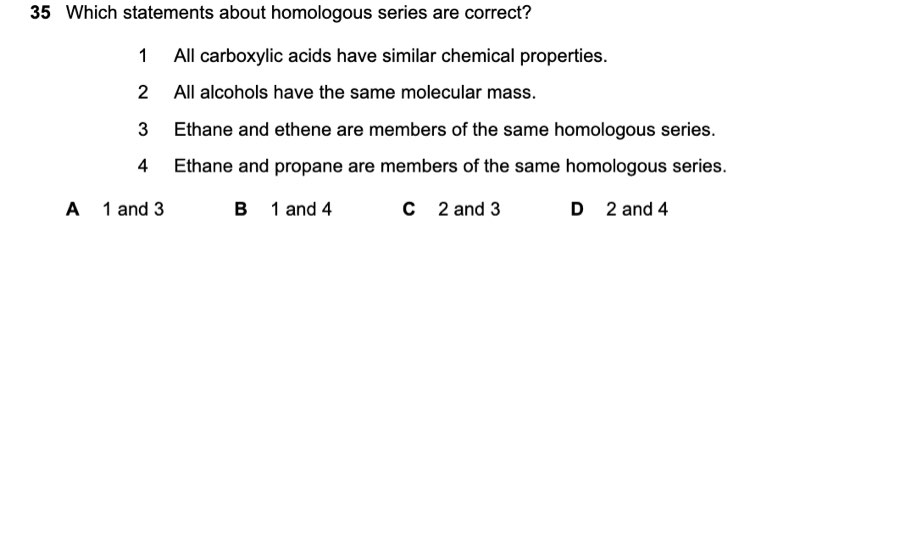 35 Which statements about homologous series are correct?
1 All carboxylic acids have similar chemical properties.
2 All alcohols have the same molecular mass.
3 Ethane and ethene are members of the same homologous series.
4 Ethane and propane are members of the same homologous series.
A 1 and 3 B 1 and 4 C 2 and 3 D 2 and 4